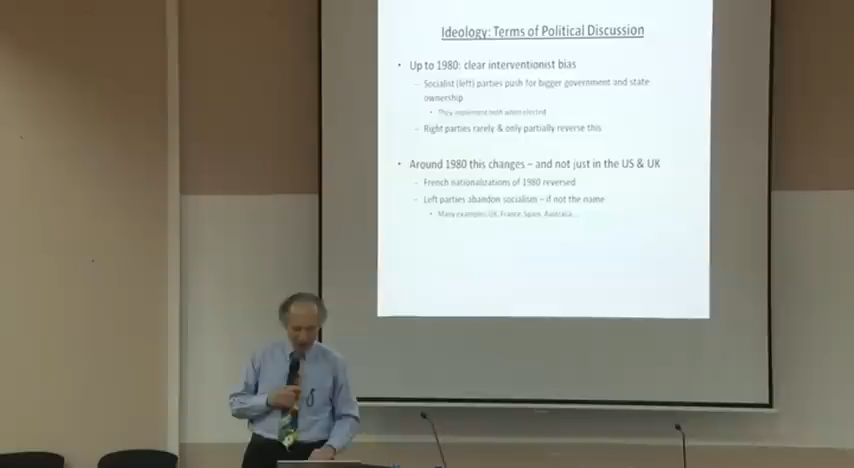 Ideology: Terms of Political Discussion
• Up to 1980: clear interventionist bias
– Socialist (left) parties push for bigger government and state
ownership
• They implement both when elected
– Right parties rarely & only partially reverse this
• Around 1980 this changes – and not just in the US & UK
– French nationalizations of 1980 reversed
– Left parties abandon socialism – if not the name
• Many examples: UK, France, Spain, Australia…